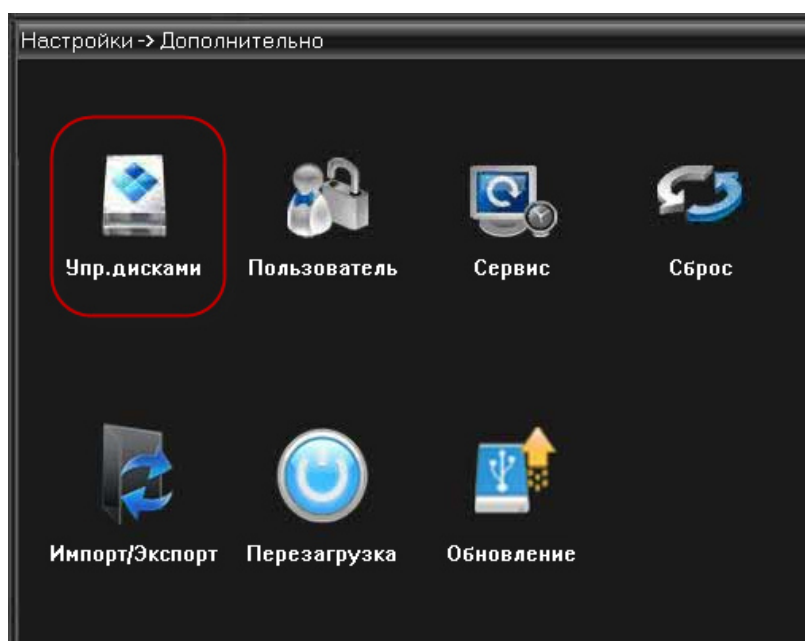 Настройки -> Дополнительно
Упр.дисками
Пользователь
Сервис
Сброс
Импорт/Экспорт
Перезагрузка
Обновление